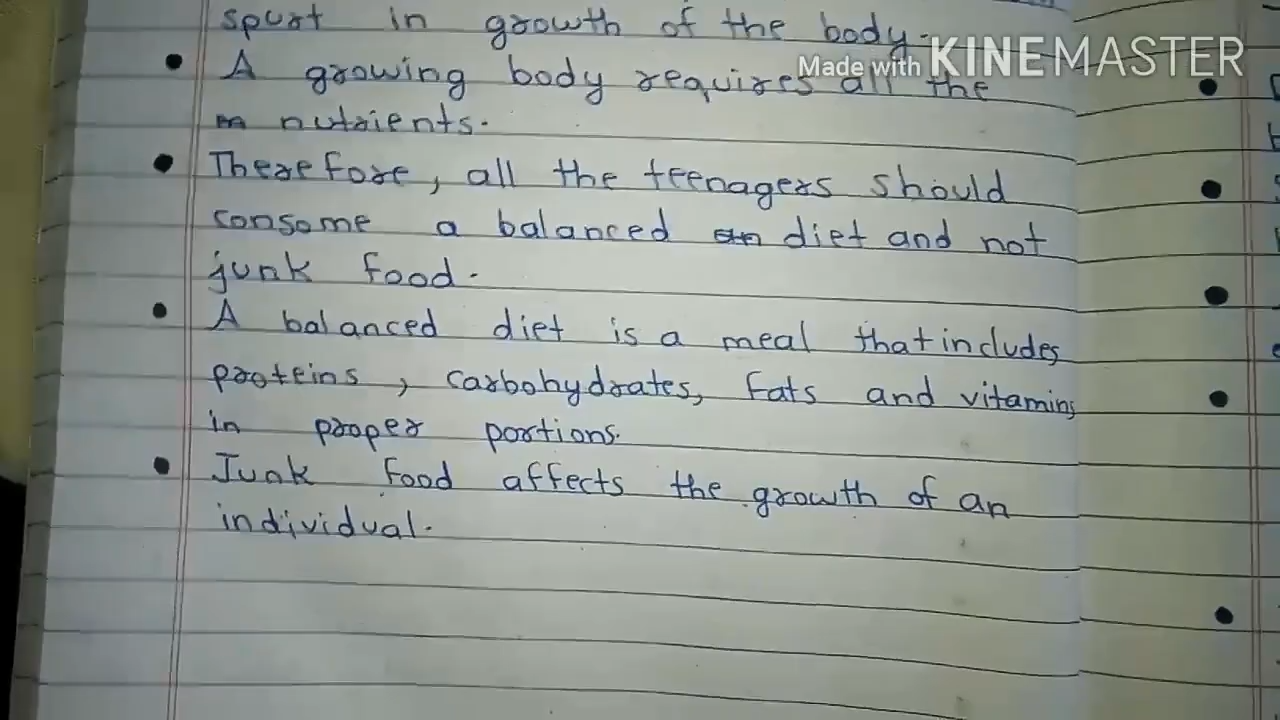 spurt in growth of the body.
Made with KINEMASTER
• A growing body requires all the
m nutrients.
• Therefore, all the teenagers should
consome a balanced an diet and not
junk food.
• A balanced diet is a meal that includes
proteins, carbohydrates, fats and vitamins
in proper portions.
• Junk food affects the growth of an
individual.